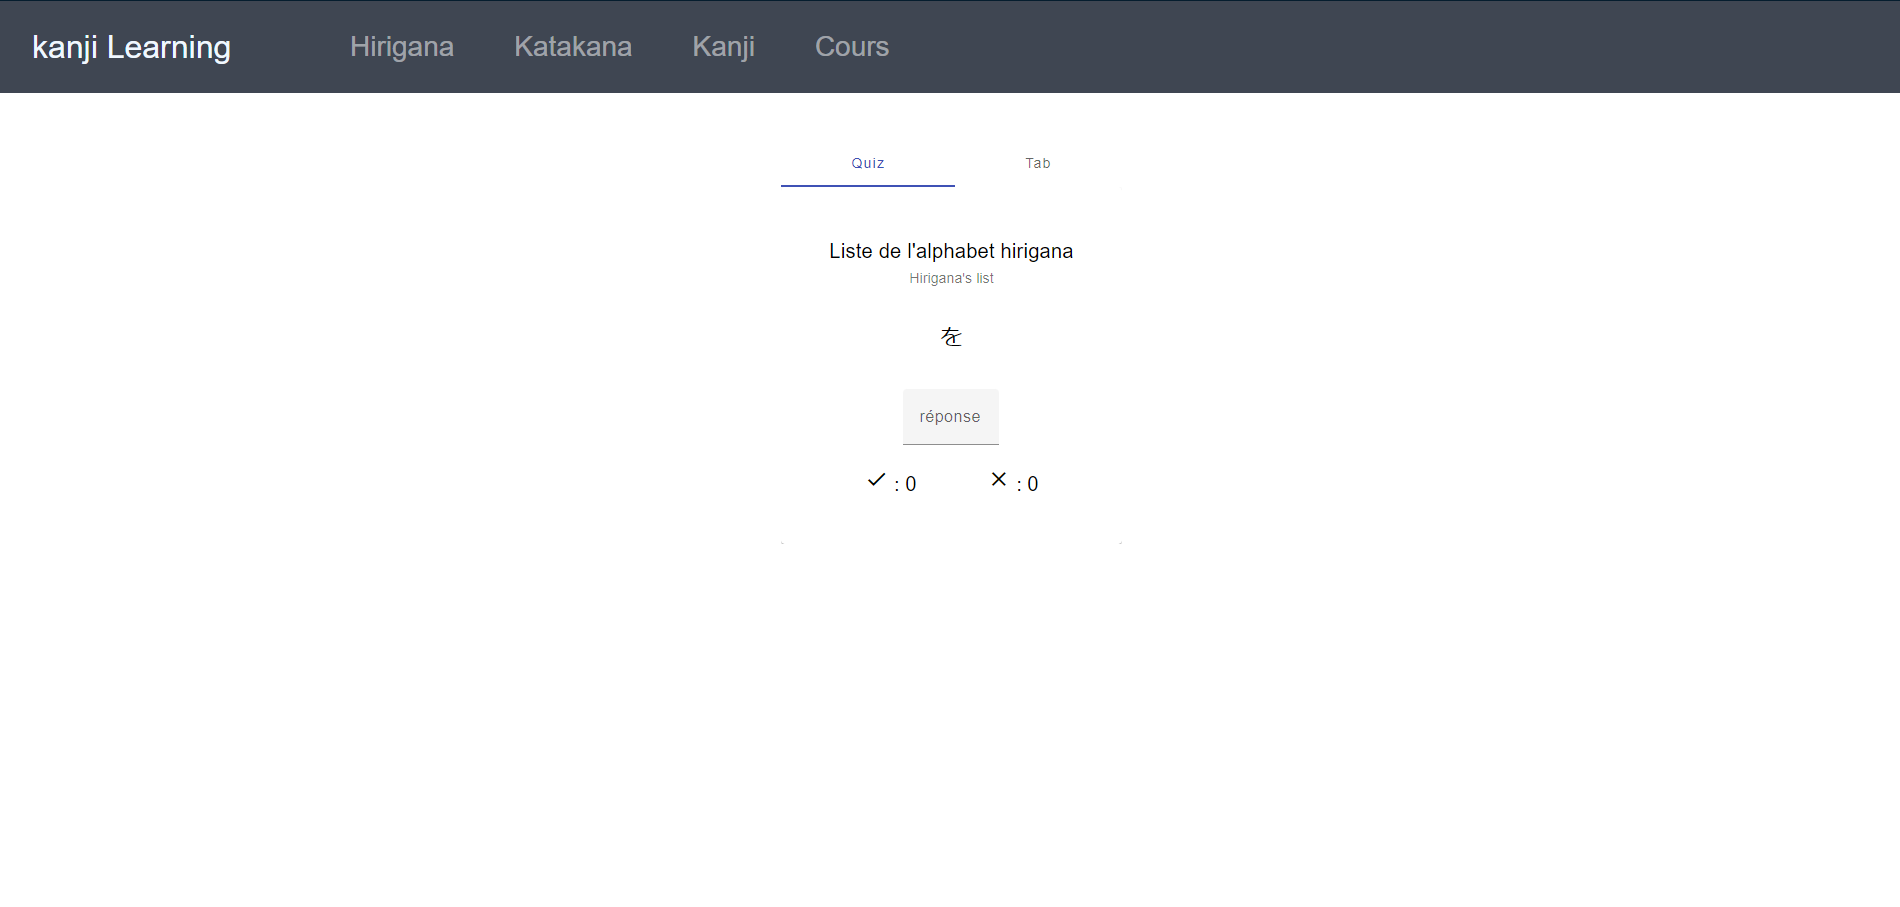 kanji Learning Hirigana Katakana Kanji Cours
Quiz Tab
Liste de l'alphabet hirigana
Hirigana's list
を
réponse
: 0 : 0